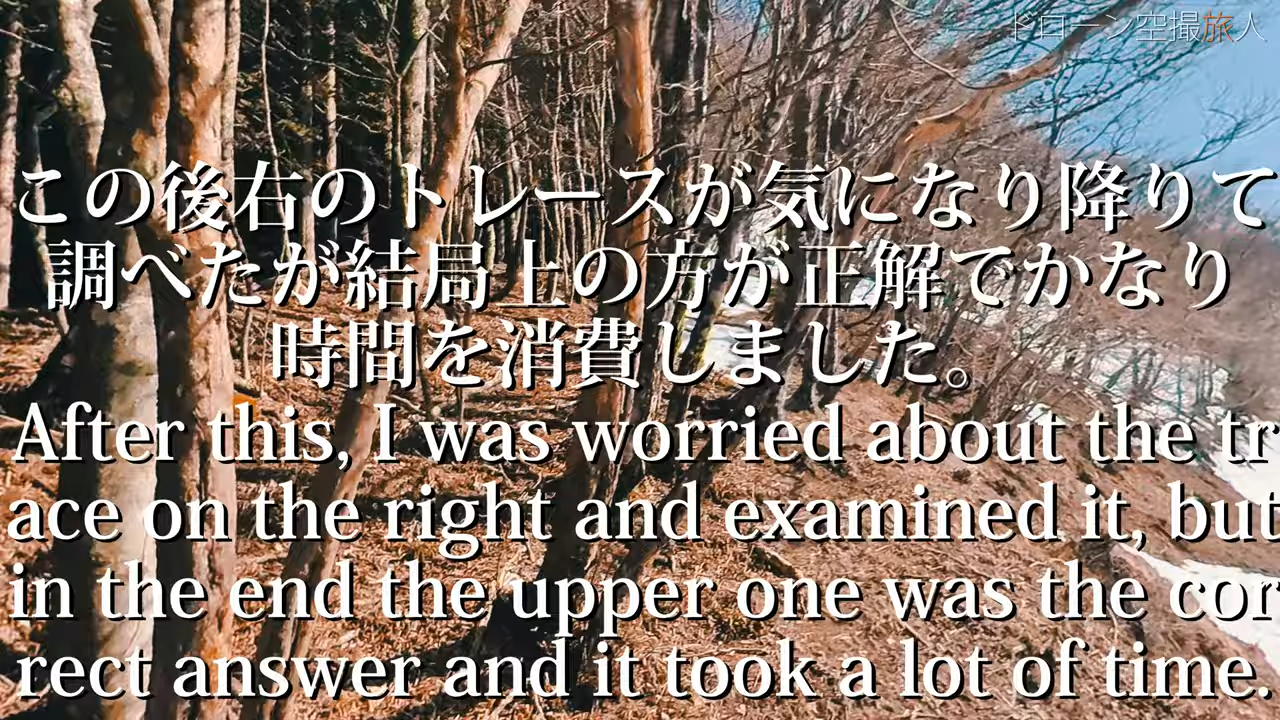 ドローン空撮旅人
この後右のトレースが気になり降りて
調べたが結局上の方が正解でかなり
時間を消費しました。
After this, I was worried about the tr
ace on the right and examined it, but
in the end the upper one was the cor
rect answer and it took a lot of time.